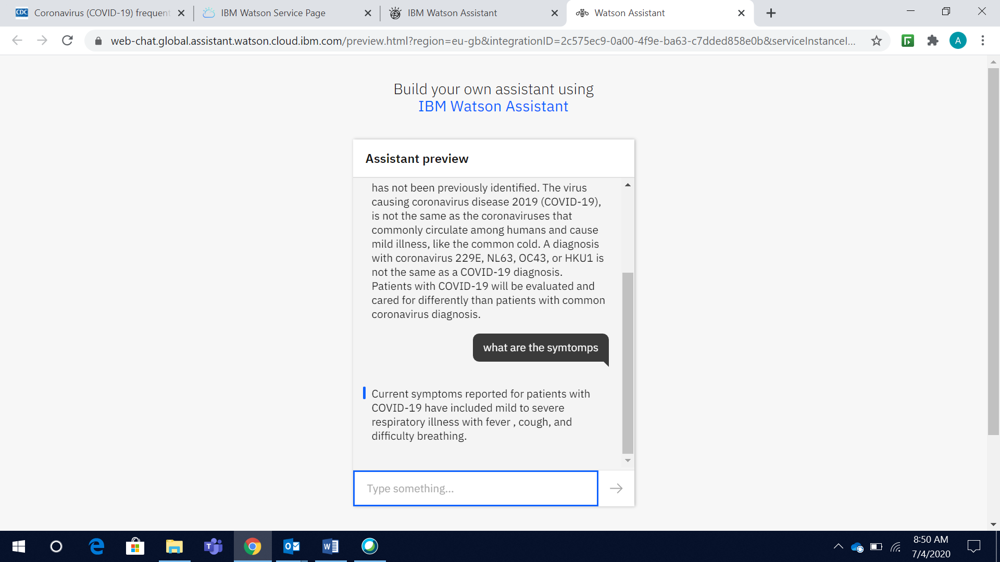 CDC Coronavirus (COVID-19) frequent
IBM Watson Service Page
IBM Watson Assistant
Watson Assistant
web-chat.global.assistant.watson.cloud.ibm.com/preview.html?region=eu-gb&integrationID=2c575ec9-0a00-4f9e-ba63-c7dded858e0b&serviceInstanceI...
A
Build your own assistant using
IBM Watson Assistant
Assistant preview
has not been previously identified. The virus
causing coronavirus disease 2019 (COVID-19),
is not the same as the coronaviruses that
commonly circulate among humans and cause
mild illness, like the common cold. A diagnosis
with coronavirus 229E, NL63, OC43, or HKU1 is
not the same as a COVID-19 diagnosis.
Patients with COVID-19 will be evaluated and
cared for differently than patients with common
coronavirus diagnosis.
what are the symtomps
Current symptoms reported for patients with
COVID-19 have included mild to severe
respiratory illness with fever , cough, and
difficulty breathing.
Type something...
8:50 AM
7/4/2020